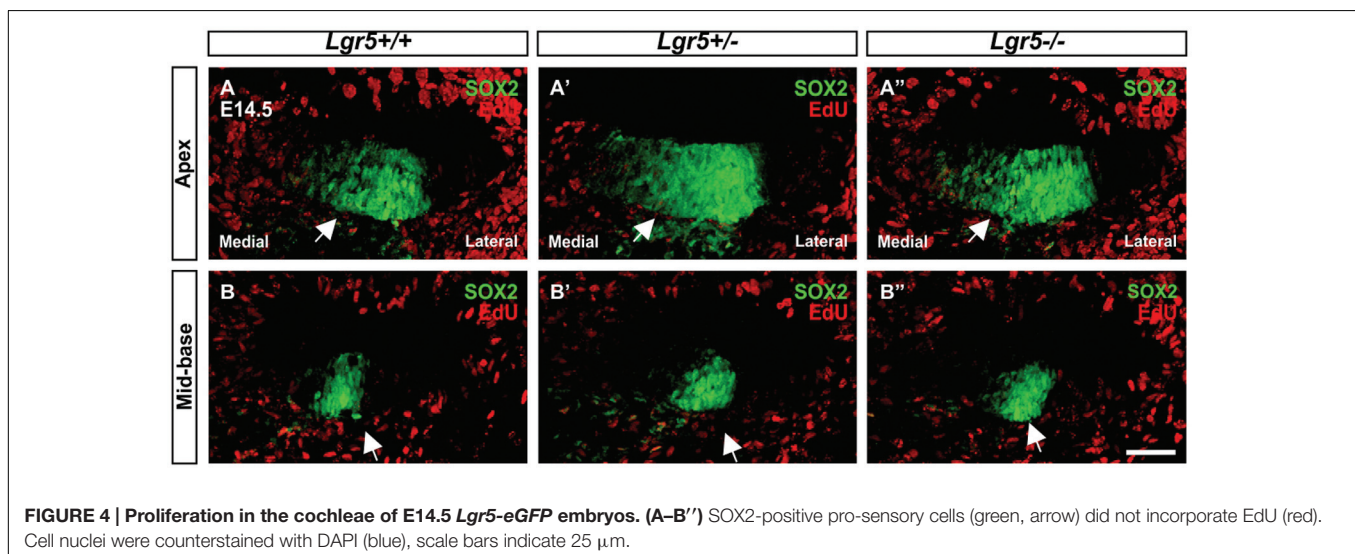 Lgr5+/+
Lgr5+/-
Lgr5-/-
Apex
A
E14.5
SOX2
EdU
Medial
Lateral
A'
SOX2
EdU
Medial
Lateral
A''
SOX2
EdU
Medial
Lateral
Mid-base
B
SOX2
EdU
B'
SOX2
EdU
B''
SOX2
EdU
FIGURE 4 | Proliferation in the cochleae of E14.5 Lgr5-eGFP embryos. (A–B′′) SOX2-positive pro-sensory cells (green, arrow) did not incorporate EdU (red).
Cell nuclei were counterstained with DAPI (blue), scale bars indicate 25 μm.